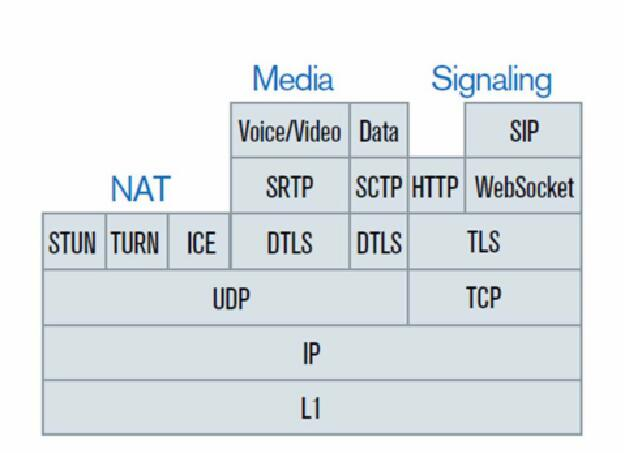 Media Signaling
Voice/Video Data SIP
NAT SRTP SCTP HTTP WebSocket
STUN TURN ICE DTLS DTLS TLS
UDP TCP
IP
L1